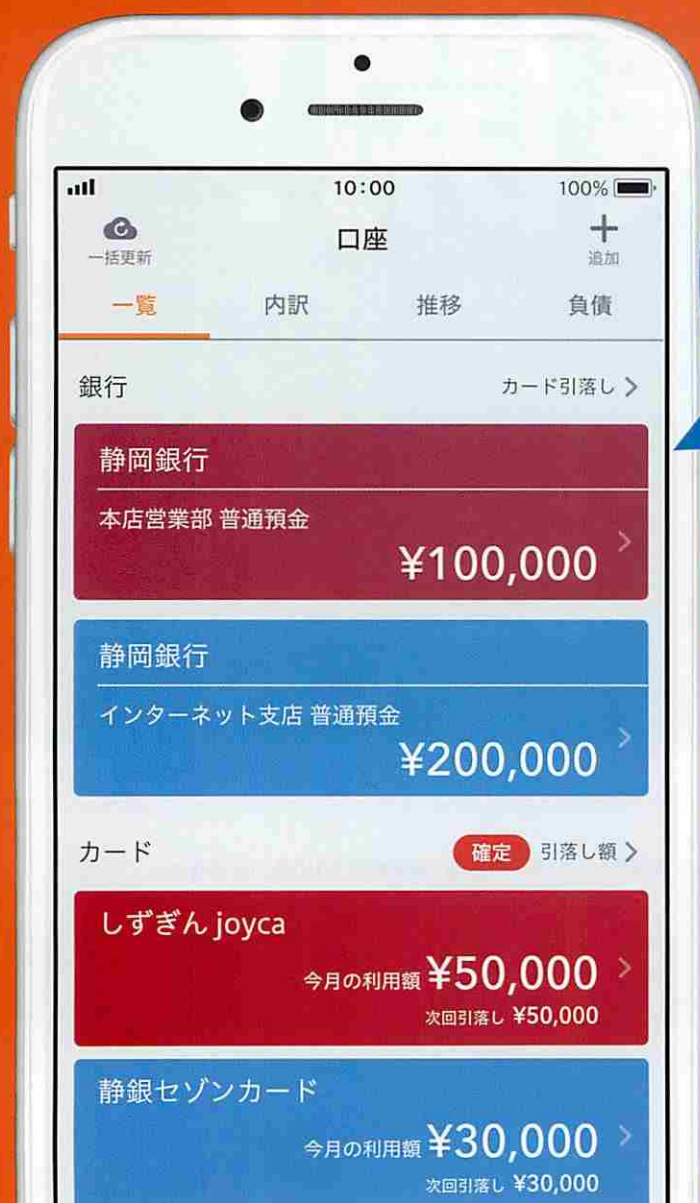 10:00 100%
一括更新 口座 追加
一覧 内訳 推移 負債
銀行 カード引落し
静岡銀行
本店営業部 普通預金
¥100,000
静岡銀行
インターネット支店 普通預金
¥200,000
カード 確定 引落し額
しずぎん joyca
今月の利用額 ¥50,000
次回引落し ¥50,000
静銀セゾンカード
今月の利用額 ¥30,000
次回引落し ¥30,000